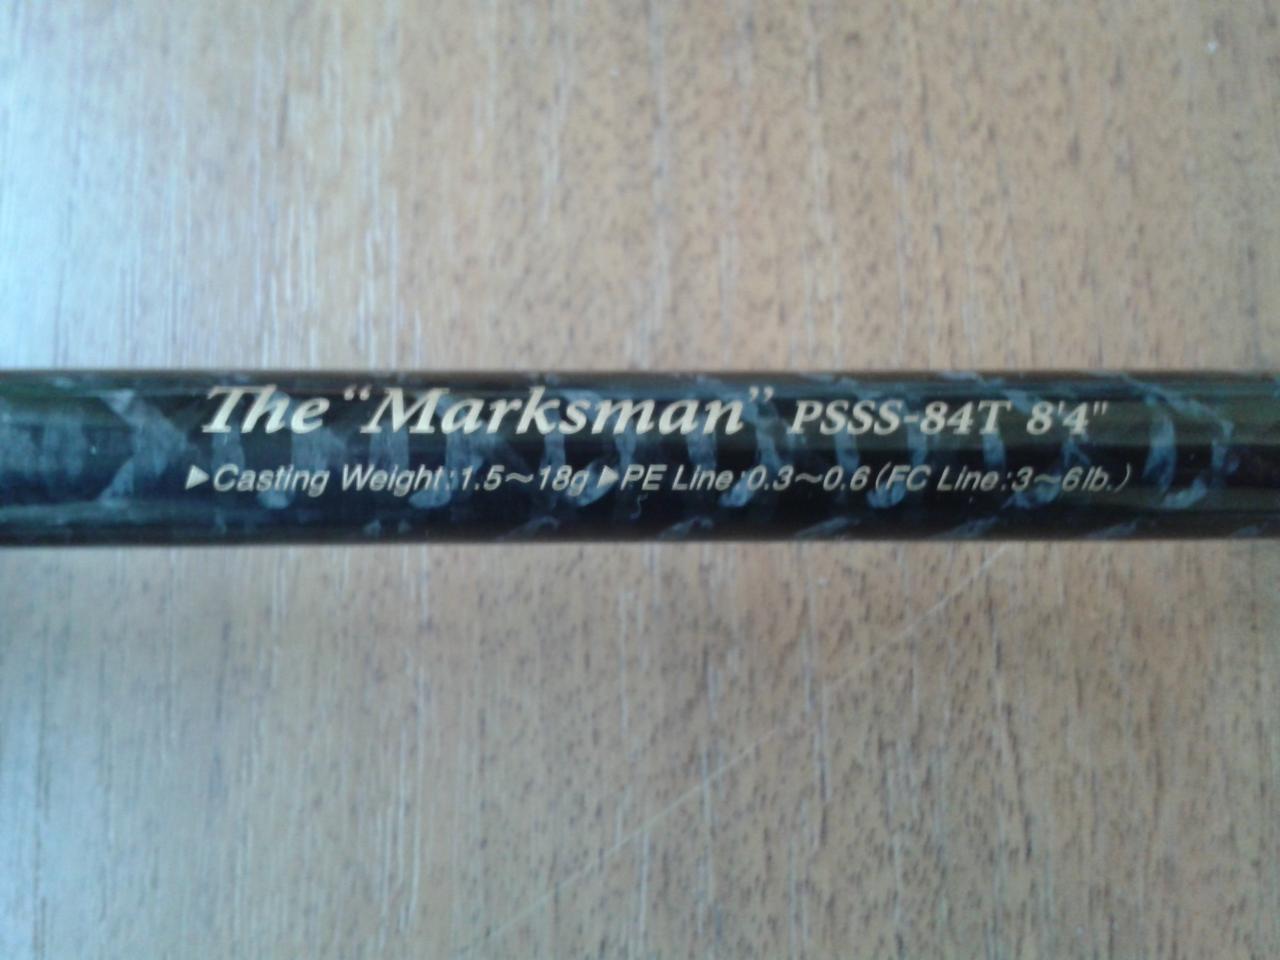 The “Marksman” PSSS-84T 8'4"
▶Casting Weight:1.5～18g ▶PE Line:0.3～0.6(FC Line:3～6lb.)